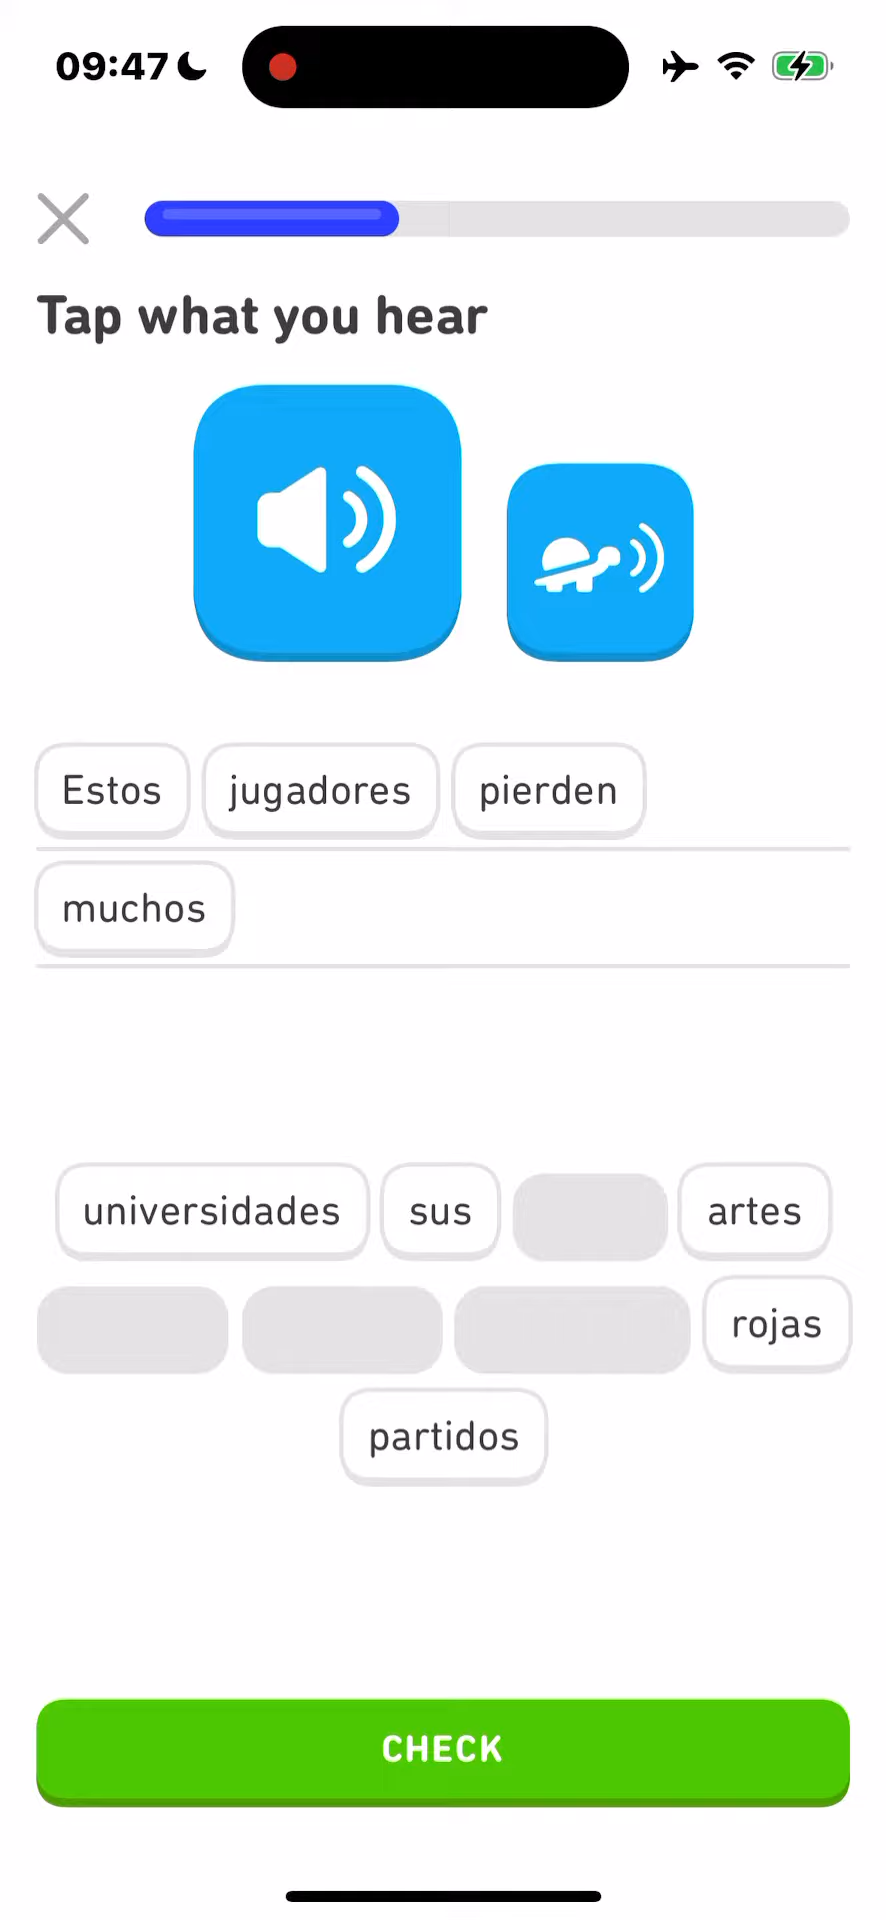 09:47
Tap what you hear
Estos jugadores pierden
muchos
universidades sus artes
rojas
partidos
CHECK